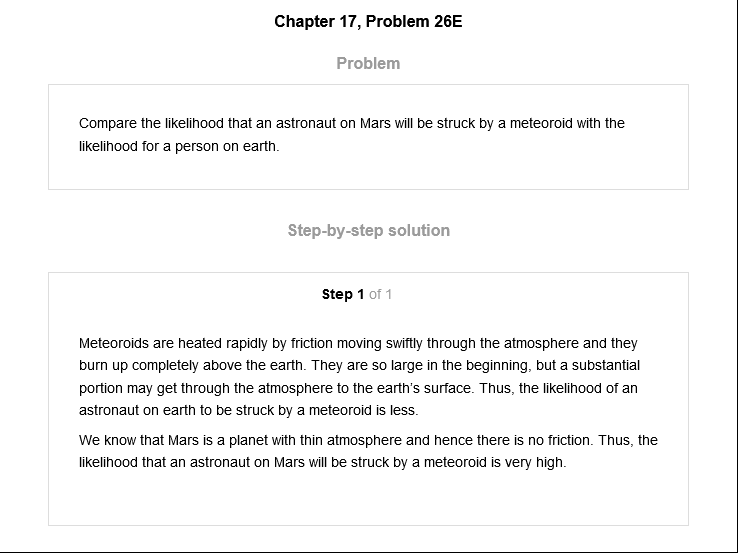 Chapter 17, Problem 26E
Problem
Compare the likelihood that an astronaut on Mars will be struck by a meteoroid with the
likelihood for a person on earth.
Step-by-step solution
Step 1 of 1
Meteoroids are heated rapidly by friction moving swiftly through the atmosphere and they
burn up completely above the earth. They are so large in the beginning, but a substantial
portion may get through the atmosphere to the earth's surface. Thus, the likelihood of an
astronaut on earth to be struck by a meteoroid is less.
We know that Mars is a planet with thin atmosphere and hence there is no friction. Thus, the
likelihood that an astronaut on Mars will be struck by a meteoroid is very high.